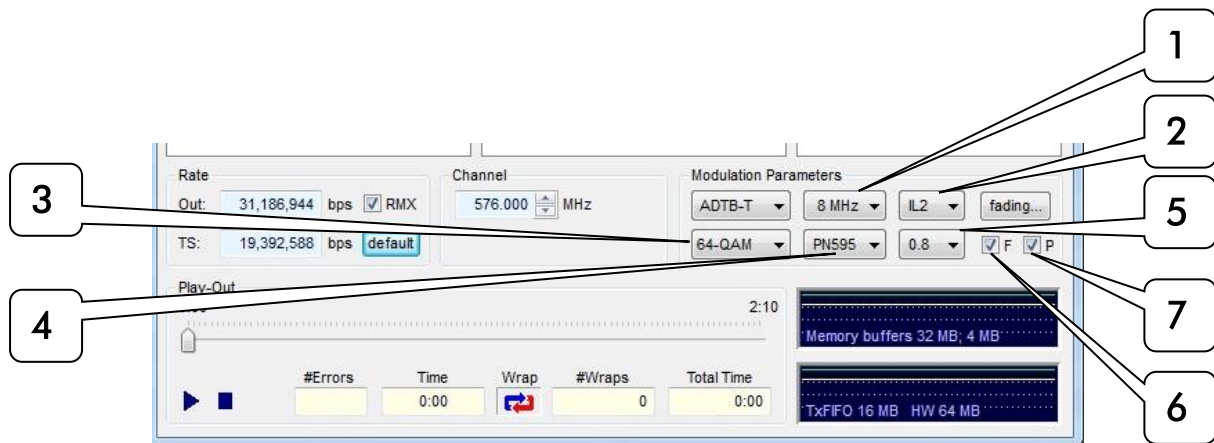 1
2
3
4
5
6
7
Rate
Out: 31,186,944 bps RMX
TS: 19,392,588 bps default
Channel
576.000 MHz
Modulation Parameters
ADTB-T 8 MHz IL2 fading...
64-QAM PN595 0.8 F P
Play-Out
2:10
#Errors Time Wrap #Wraps Total Time
0:00 0 0:00
Memory buffers 32 MB; 4 MB
TxFIFO 16 MB HW 64 MB